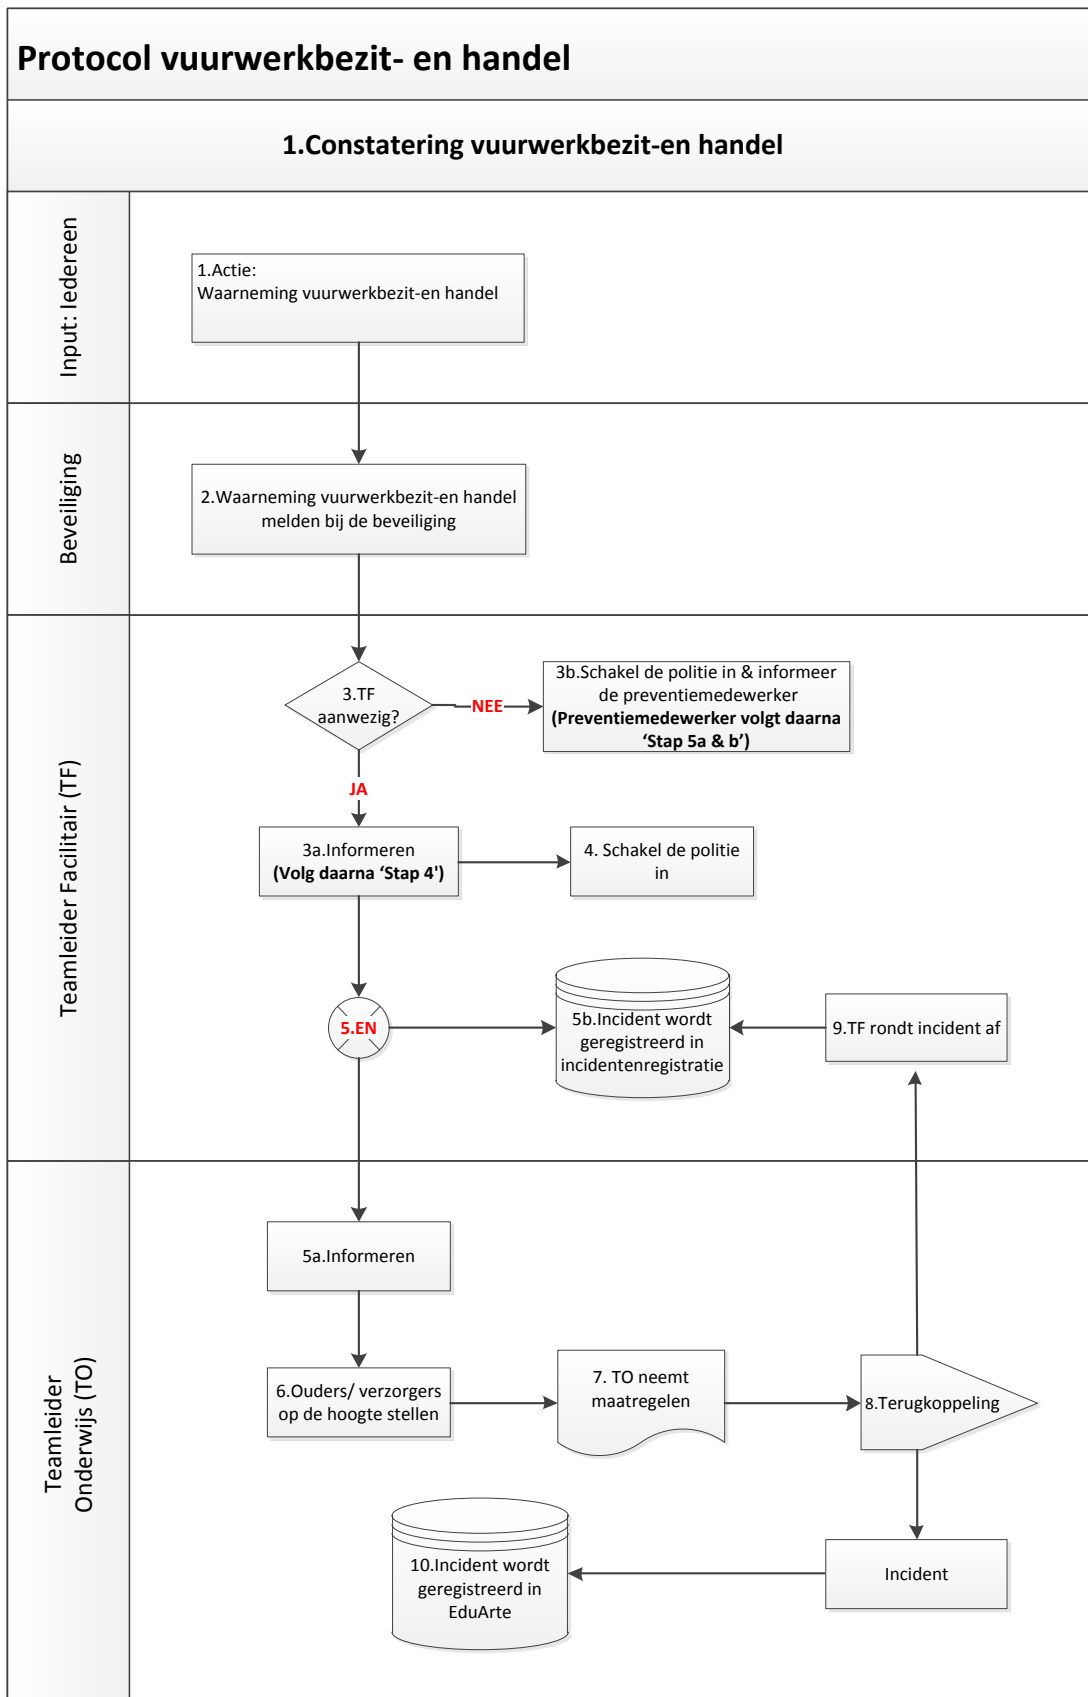 Protocol vuurwerkbezit- en handel
1.Constatering vuurwerkbezit-en handel
Input: Iedereen
1.Actie:
Waarneming vuurwerkbezit-en handel
Beveiliging
2.Waarneming vuurwerkbezit-en handel
melden bij de beveiliging
Teamleider Facilitair (TF)
3.TF
aanwezig?
NEE
3b.Schakel de politie in & informeer
de preventiemedewerker
(Preventiemedewerker volgt daarna
‘Stap 5a & b’)
JA
3a.Informeren
(Volg daarna ‘Stap 4')
4. Schakel de politie
in
5.EN
5b.Incident wordt
geregistreerd in
incidentenregistratie
9.TF rondt incident af
Teamleider
Onderwijs (TO)
5a.Informeren
6.Ouders/ verzorgers
op de hoogte stellen
7. TO neemt
maatregelen
8.Terugkoppeling
10.Incident wordt
geregistreerd in
EduArte
Incident